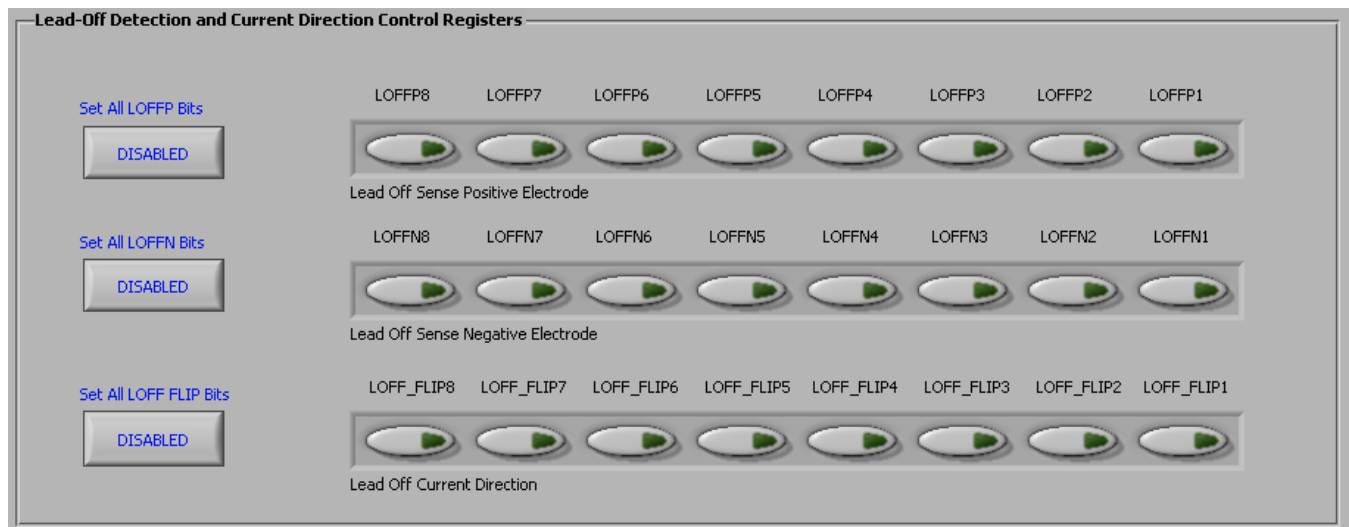 Lead-Off Detection and Current Direction Control Registers
Set All LOFFP Bits
DISABLED
LOFFP8 LOFFP7 LOFFP6 LOFFP5 LOFFP4 LOFFP3 LOFFP2 LOFFP1
Lead Off Sense Positive Electrode
Set All LOFFN Bits
DISABLED
LOFFN8 LOFFN7 LOFFN6 LOFFN5 LOFFN4 LOFFN3 LOFFN2 LOFFN1
Lead Off Sense Negative Electrode
Set All LOFF FLIP Bits
DISABLED
LOFF_FLIP8 LOFF_FLIP7 LOFF_FLIP6 LOFF_FLIP5 LOFF_FLIP4 LOFF_FLIP3 LOFF_FLIP2 LOFF_FLIP1
Lead Off Current Direction